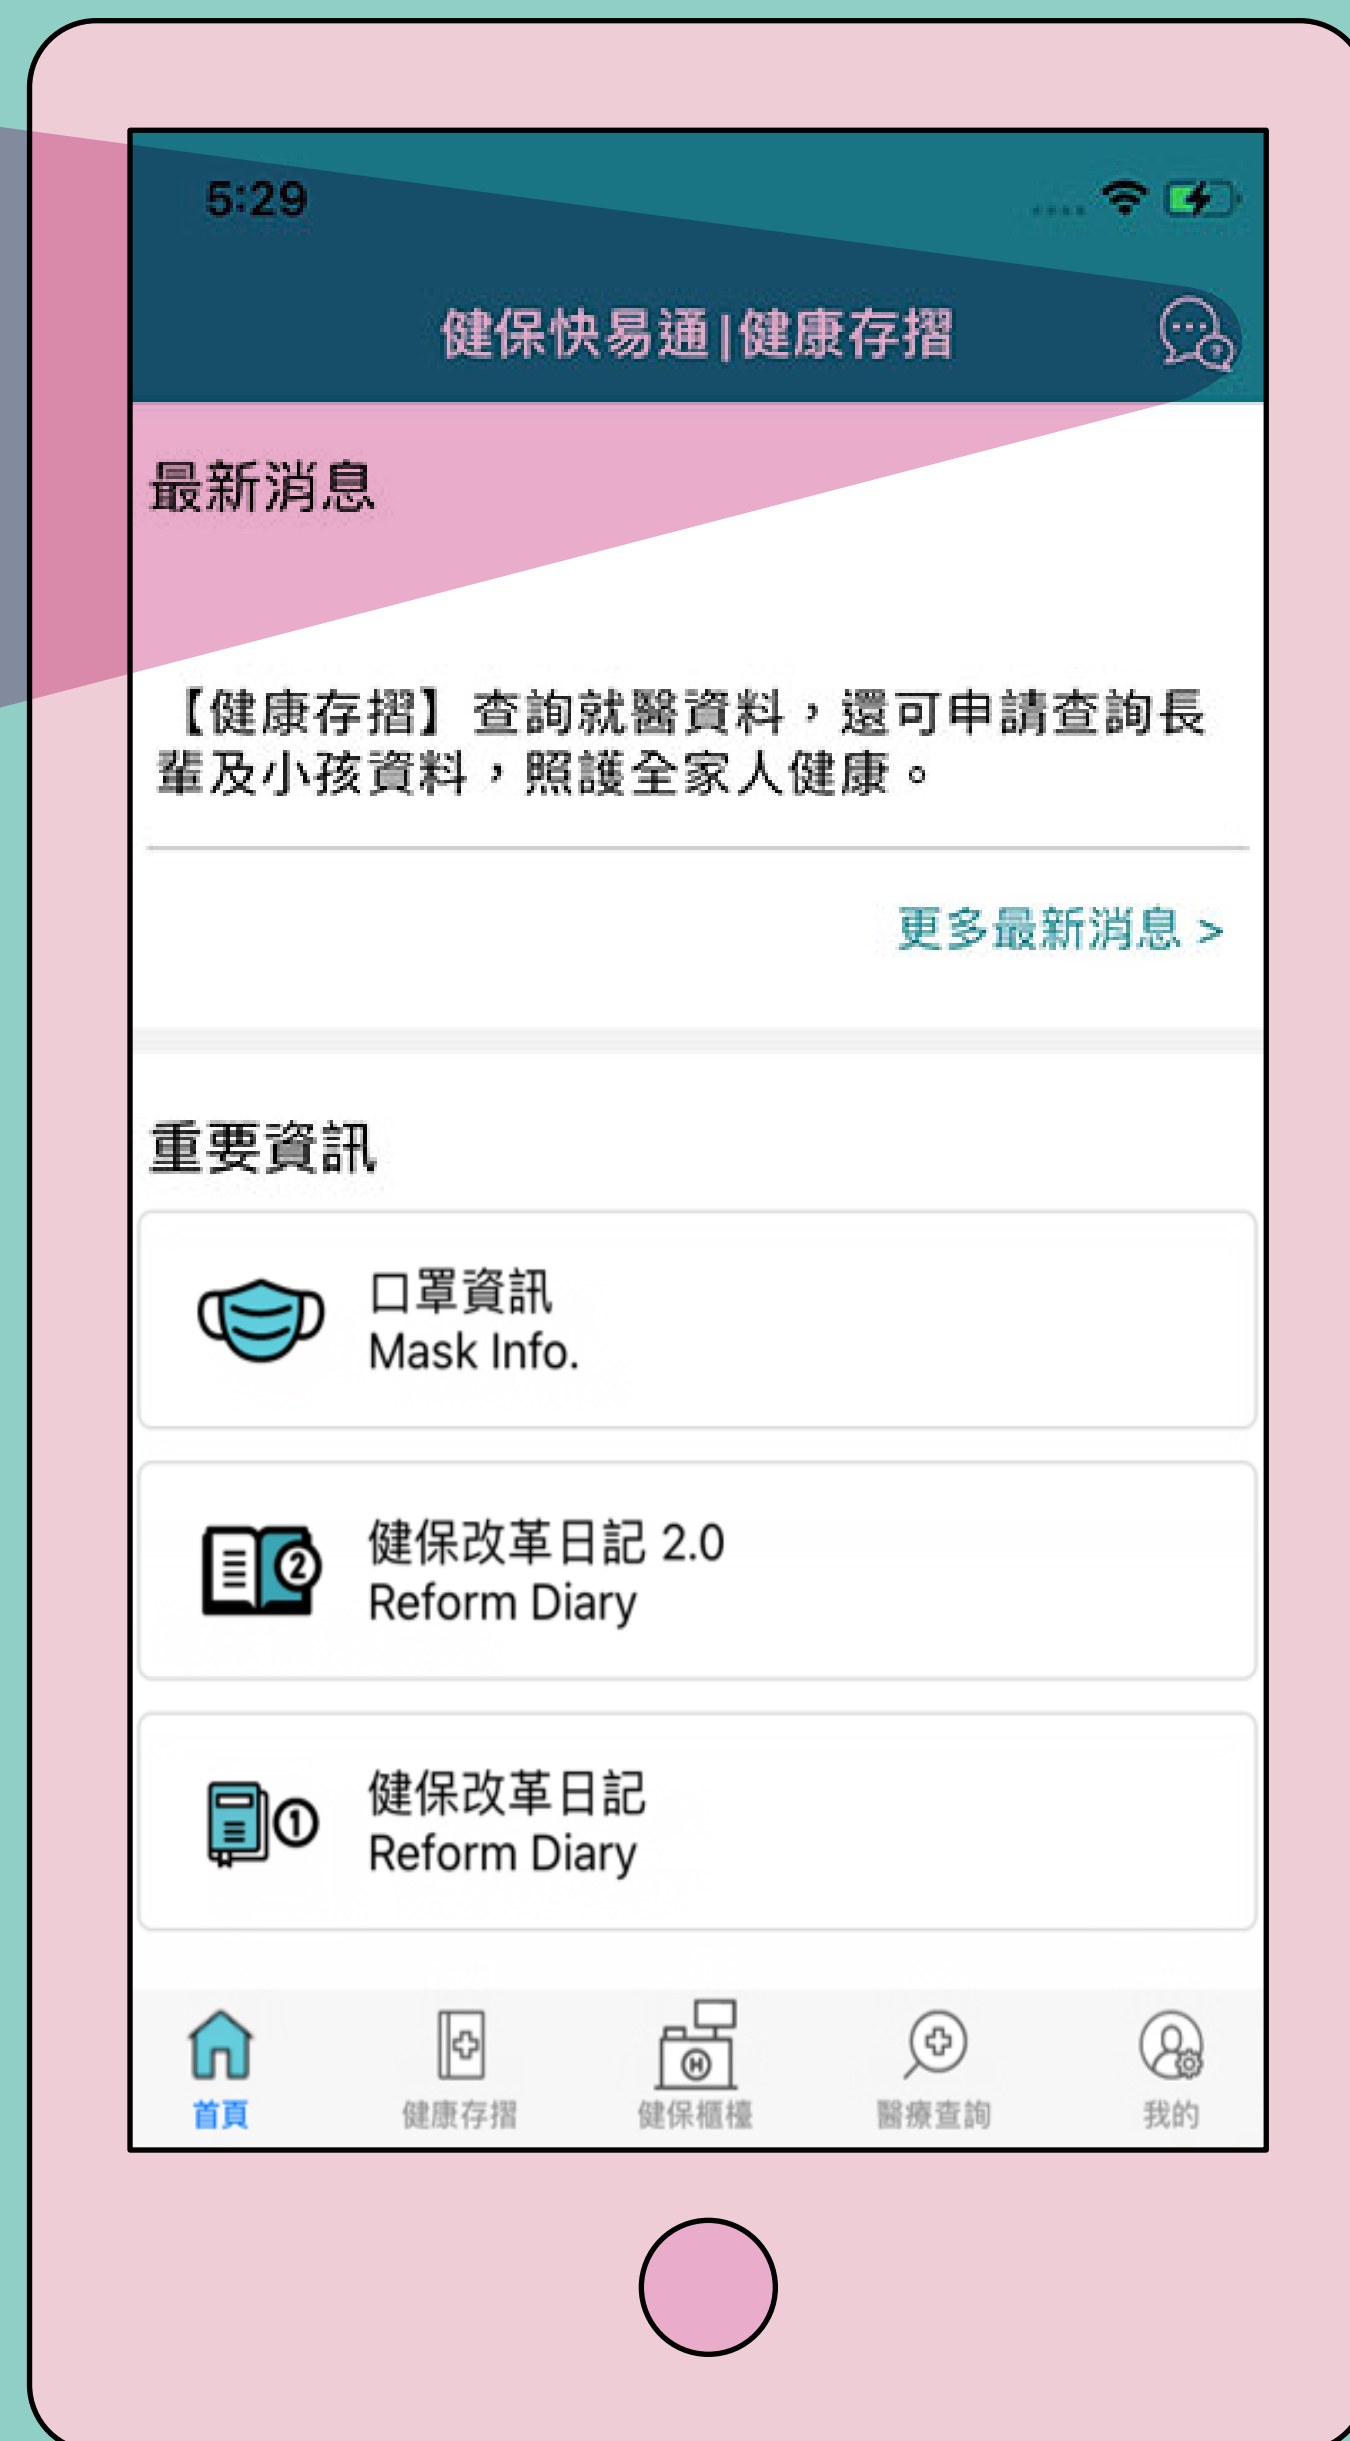 5:29
健保快易通|健康存摺
最新消息
【健康存摺】查詢就醫資料，還可申請查詢長
輩及小孩資料，照護全家人健康。
更多最新消息 >
重要資訊
口罩資訊
Mask Info.
2
健保改革日記 2.0
Reform Diary
1
健保改革日記
Reform Diary
H
首頁
健康存摺
健保櫃檯
醫療查詢
我的